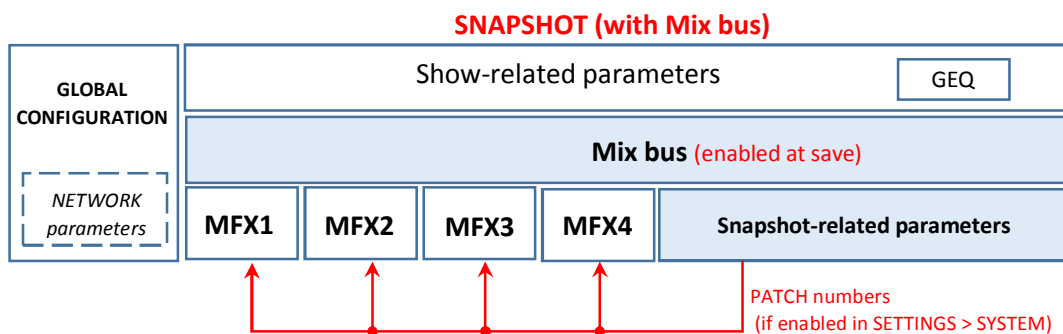 SNAPSHOT (with Mix bus)
GLOBAL
CONFIGURATION
NETWORK
parameters
Show-related parameters
GEQ
Mix bus (enabled at save)
MFX1
MFX2
MFX3
MFX4
Snapshot-related parameters
PATCH numbers
(if enabled in SETTINGS > SYSTEM)